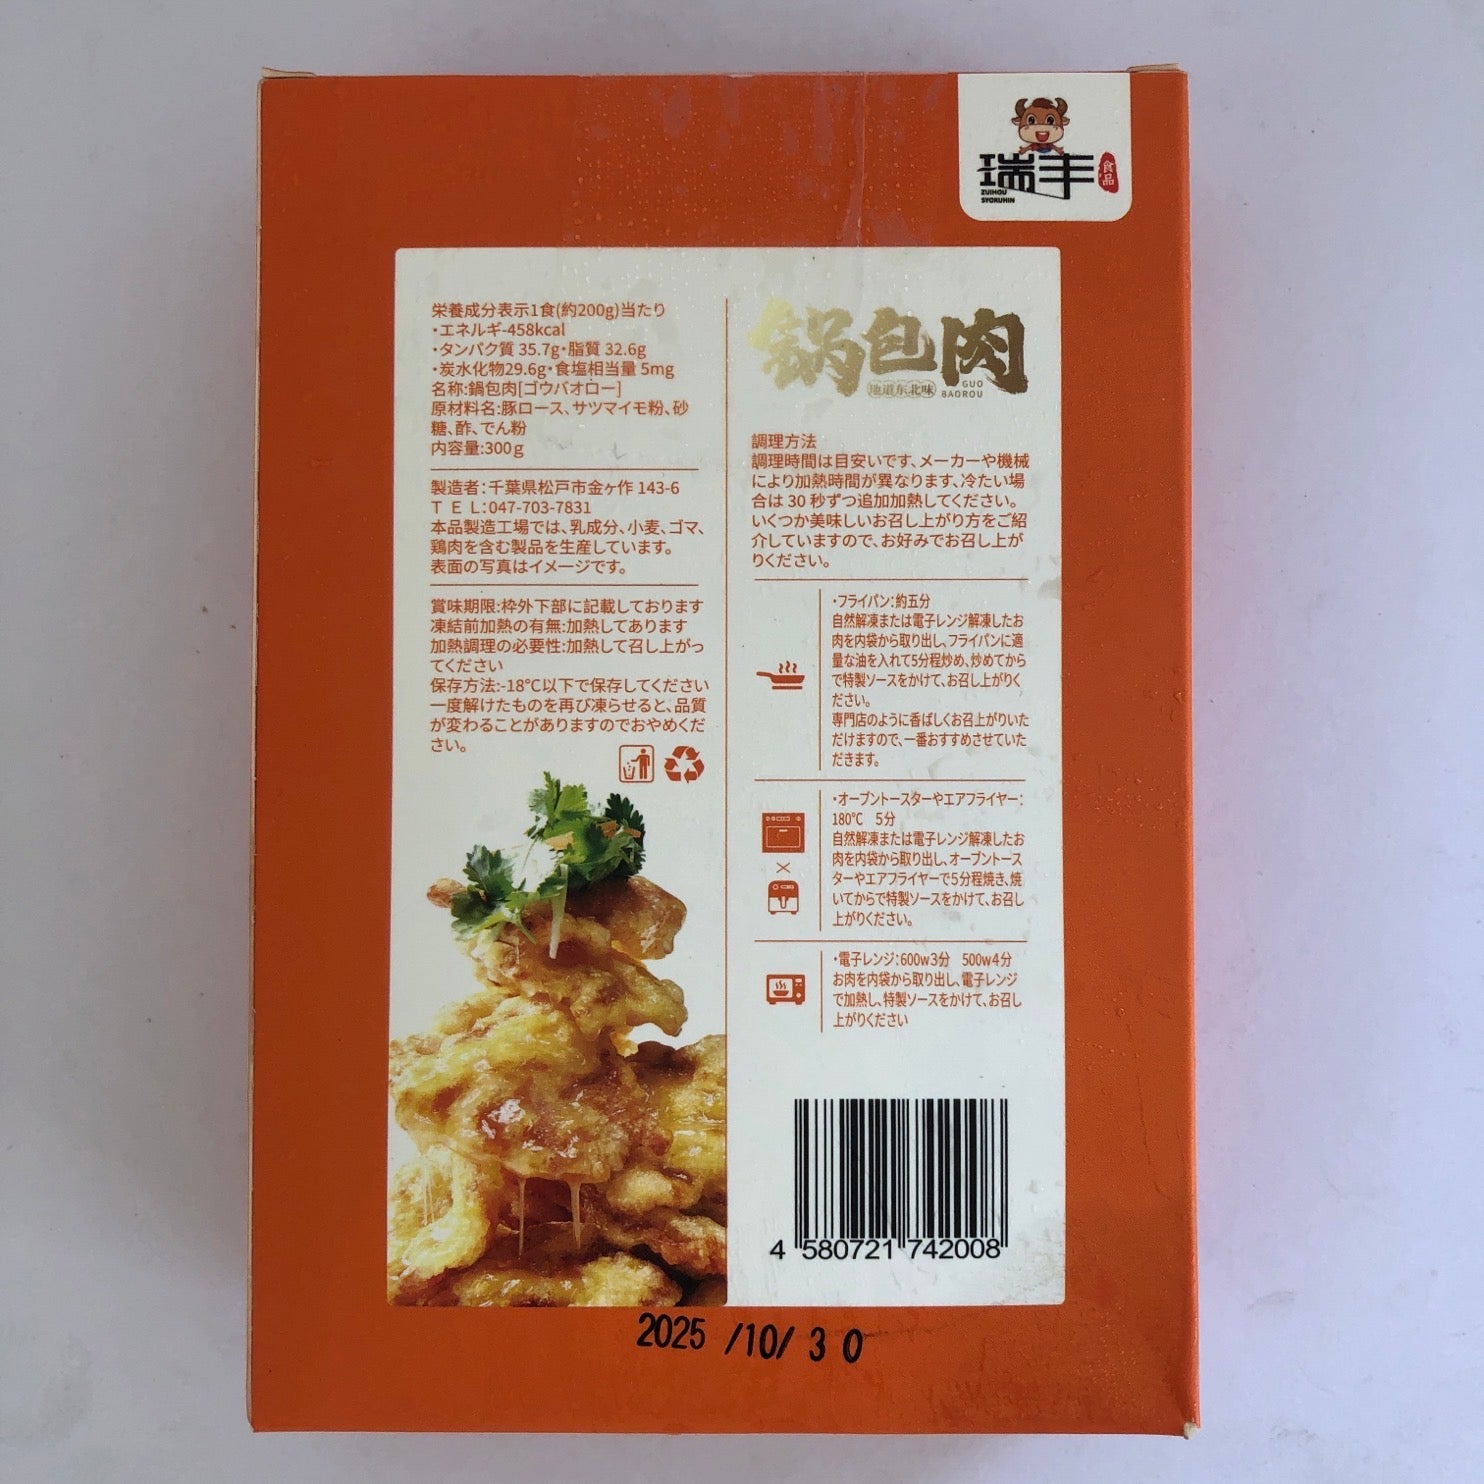 瑞丰
食品
ZUIHOU
SYOKUHIN
栄養成分表示1食(約200g)当たり
・エネルギ-458kcal
・タンパク質 35.7g・脂質 32.6g
・炭水化物29.6g・食塩相当量 5mg
名称:鍋包肉[ゴウバオロー]
原材料名:豚ロース、サツマイモ粉、砂
糖、酢、でん粉
内容量:300g
製造者:千葉県松戸市金ヶ作 143-6
T E L:047-703-7831
本品製造工場では、乳成分、小麦、ゴマ、
鶏肉を含む製品を生産しています。
表面の写真はイメージです。
賞味期限:枠外下部に記載しております
凍結前加熱の有無:加熱してあります
加熱調理の必要性:加熱して召し上がっ
てください
保存方法:-18℃以下で保存してください
一度解けたものを再び凍らせると、品質
が変わることがありますのでおやめくだ
さい。
锅包肉
地道东北味
GUO
BAOROU
調理方法
調理時間は目安いです、メーカーや機械
により加熱時間が異なります、冷たい場
合は 30 秒ずつ追加加熱してください。
いくつか美味しいお召し上がり方をご紹
介していますので、お好みでお召し上が
りください。
・フライパン:約五分
自然解凍または電子レンジ解凍したお
肉を内袋から取り出し、フライパンに適
量な油を入れて5分程炒め、炒めてから
で特製ソースをかけて、お召し上がりく
ださい。
専門店のように香ばしくお召上がりいた
だけますので、一番おすすめさせていた
だきます。
・オーブントースターやエアフライヤー:
180℃ 5分
自然解凍または電子レンジ解凍したお
肉を内袋から取り出し、オーブントース
ターやエアフライヤーで5分程焼き、焼
いてからで特製ソースをかけて、お召し
上がりください。
・電子レンジ:600w3分 500w4分
お肉を内袋から取り出し、電子レンジ
で加熱し、特製ソースをかけて、お召し
上がりください
4 580721 742008
2025 /10/ 3 0